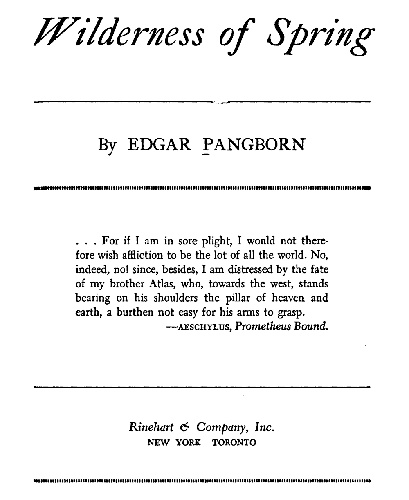 Wilderness of Spring
By EDGAR PANGBORN
. . . For if I am in sore plight, I would not there-
fore wish affliction to be the lot of all the world. No,
indeed, no! since, besides, I am distressed by the fate
of my brother Atlas, who, towards the west, stands
bearing on his shoulders the pillar of heaven and
earth, a burthen not easy for his arms to grasp.
—AESCHYLUS, Prometheus Bound.
Rinehart & Company, Inc.
NEW YORK TORONTO